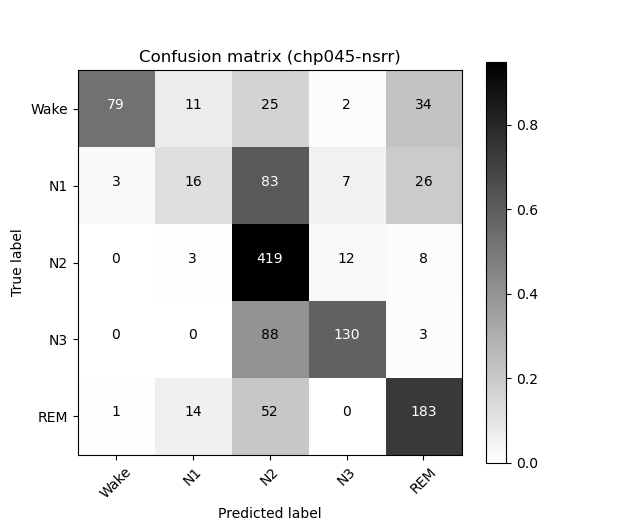 Confusion matrix (chp045-nsrr)
Wake 79 11 25 2 34
N1 3 16 83 7 26
N2 0 3 419 12 8
N3 0 0 88 130 3
REM 1 14 52 0 183
Wake N1 N2 N3 REM
Predicted label
True label
0.8
0.6
0.4
0.2
0.0